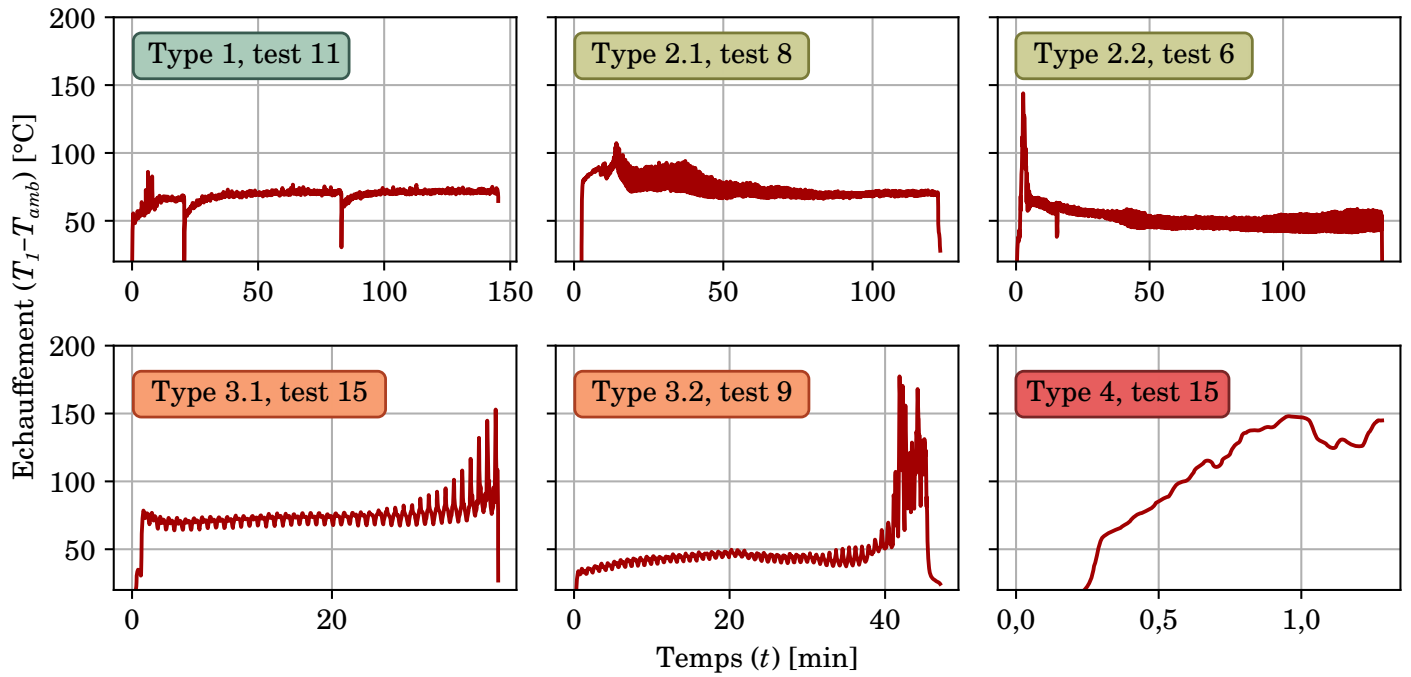 Echauffement (T1−Tamb) [°C]
200
150
100
50
Type 1, test 11
Type 2.1, test 8
Type 2.2, test 6
0 50 100 150
0 50 100
0 50 100
200
150
100
50
Type 3.1, test 15
Type 3.2, test 9
Type 4, test 15
0 20
0 20 40
0,0 0,5 1,0
Temps (t) [min]